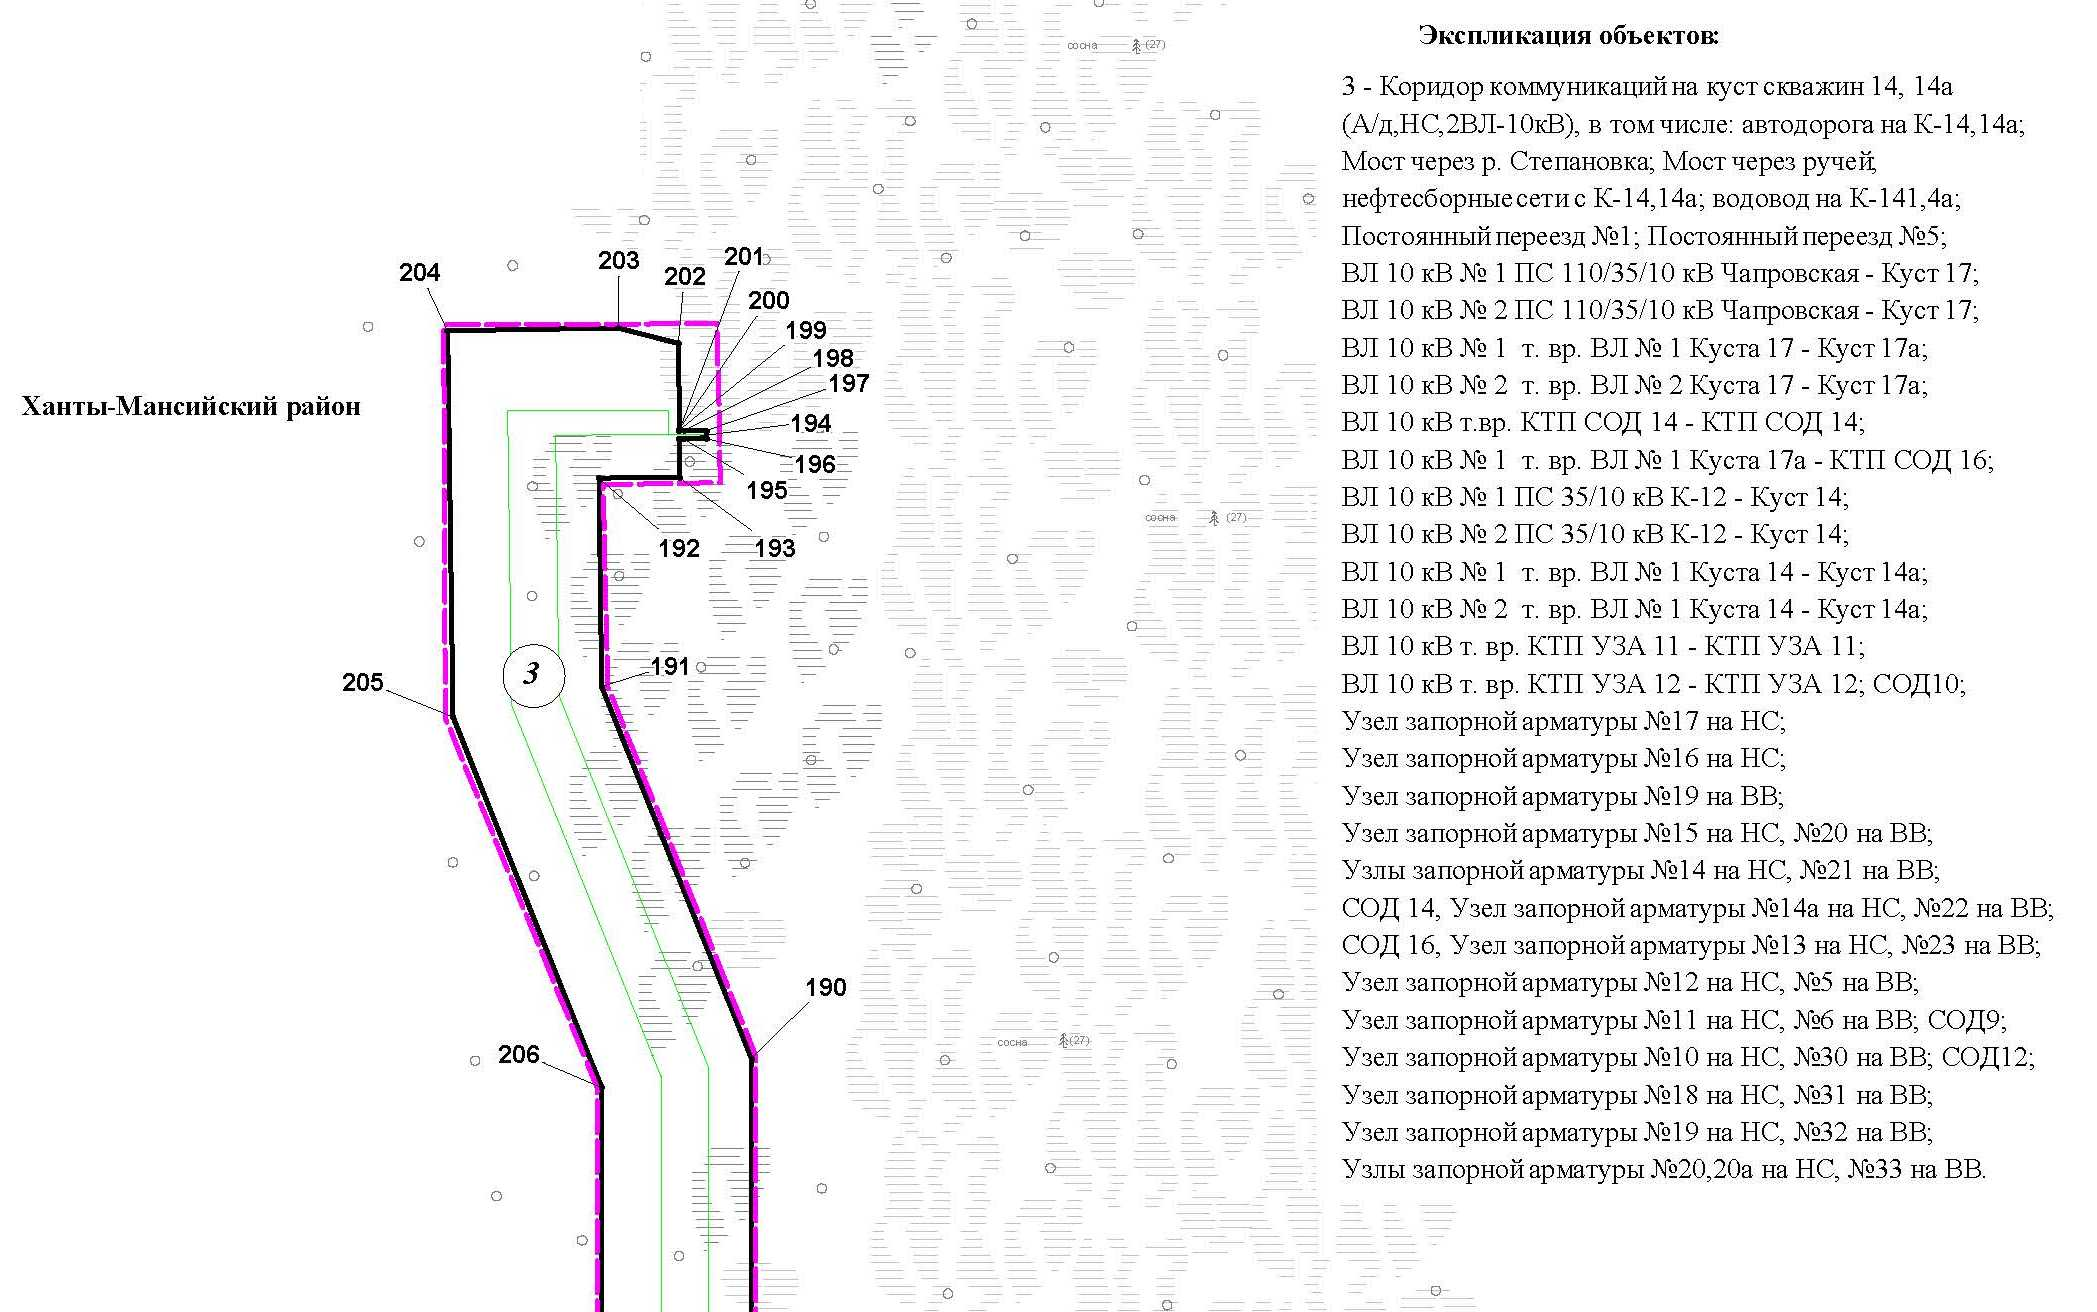 Экспликация объектов:
3 - Коридор коммуникаций на куст скважин 14, 14а
(А/д,НС,2ВЛ-10кВ), в том числе: автодорога на К-14,14а;
Мост через р. Степановка; Мост через ручей;
нефтесборные сети с К-14,14а; водовод на К-141,4а;
Постоянный переезд №1; Постоянный переезд №5;
ВЛ 10 кВ № 1 ПС 110/35/10 кВ Чапровская - Куст 17;
ВЛ 10 кВ № 2 ПС 110/35/10 кВ Чапровская - Куст 17;
ВЛ 10 кВ № 1 т. вр. ВЛ № 1 Куста 17 - Куст 17а;
ВЛ 10 кВ № 2 т. вр. ВЛ № 2 Куста 17 - Куст 17а;
ВЛ 10 кВ т.вр. КТП СОД 14 - КТП СОД 14;
ВЛ 10 кВ № 1 т. вр. ВЛ № 1 Куста 17а - КТП СОД 16;
ВЛ 10 кВ № 1 ПС 35/10 кВ К-12 - Куст 14;
ВЛ 10 кВ № 2 ПС 35/10 кВ К-12 - Куст 14;
ВЛ 10 кВ № 1 т. вр. ВЛ № 1 Куста 14 - Куст 14а;
ВЛ 10 кВ № 2 т. вр. ВЛ № 1 Куста 14 - Куст 14а;
ВЛ 10 кВ т. вр. КТП УЗА 11 - КТП УЗА 11;
ВЛ 10 кВ т. вр. КТП УЗА 12 - КТП УЗА 12; СОД10;
Узел запорной арматуры №17 на НС;
Узел запорной арматуры №16 на НС;
Узел запорной арматуры №19 на ВВ;
Узел запорной арматуры №15 на НС, №20 на ВВ;
Узлы запорной арматуры №14 на НС, №21 на ВВ;
СОД 14, Узел запорной арматуры №14а на НС, №22 на ВВ;
СОД 16, Узел запорной арматуры №13 на НС, №23 на ВВ;
Узел запорной арматуры №12 на НС, №5 на ВВ;
Узел запорной арматуры №11 на НС, №6 на ВВ; СОД9;
Узел запорной арматуры №10 на НС, №30 на ВВ; СОД12;
Узел запорной арматуры №18 на НС, №31 на ВВ;
Узел запорной арматуры №19 на НС, №32 на ВВ;
Узлы запорной арматуры №20,20а на НС, №33 на ВВ.
сосна (27)
201
203
204
202
200
199
198
197
Ханты-Мансийский район
194
196
195
сосна (27)
192
193
191
3
205
190
сосна (27)
206